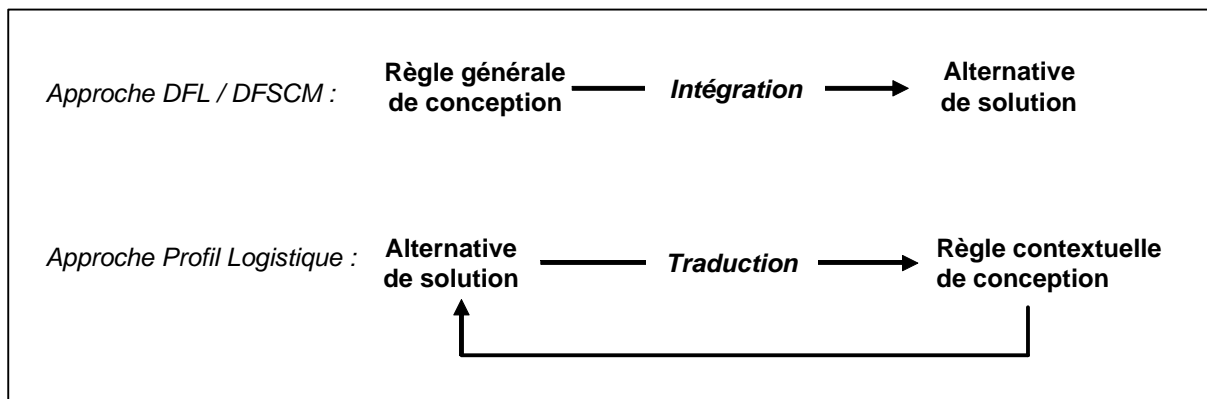 Approche DFL / DFSCM :
Règle générale
de conception
Intégration
Alternative
de solution
Approche Profil Logistique :
Alternative
de solution
Traduction
Règle contextuelle
de conception